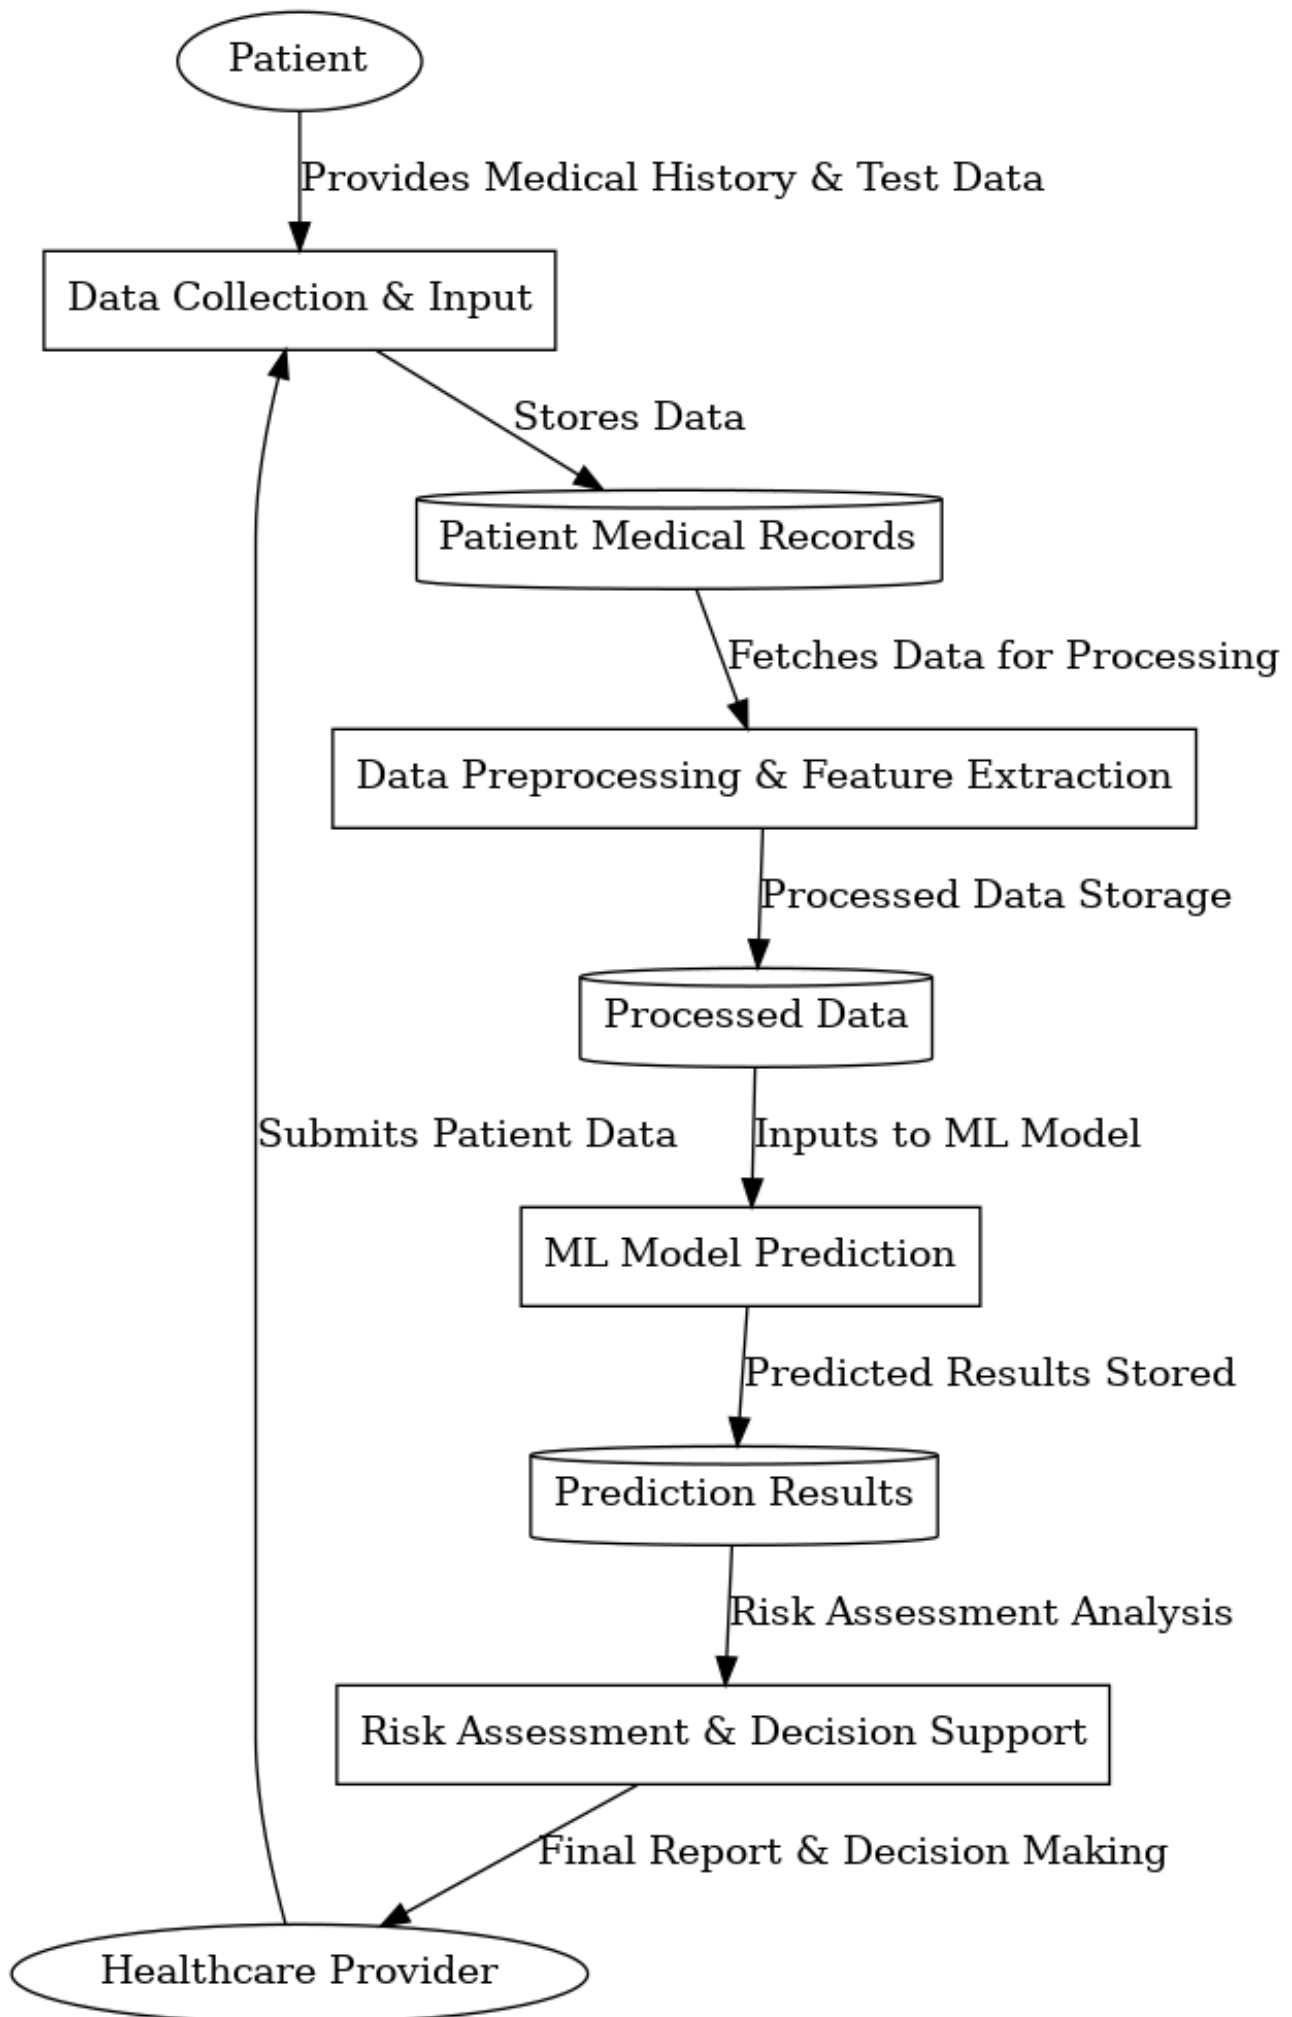 Patient
Provides Medical History & Test Data
Data Collection & Input
Stores Data
Patient Medical Records
Fetches Data for Processing
Data Preprocessing & Feature Extraction
Processed Data Storage
Processed Data
Submits Patient Data
Inputs to ML Model
ML Model Prediction
Predicted Results Stored
Prediction Results
Risk Assessment Analysis
Risk Assessment & Decision Support
Final Report & Decision Making
Healthcare Provider